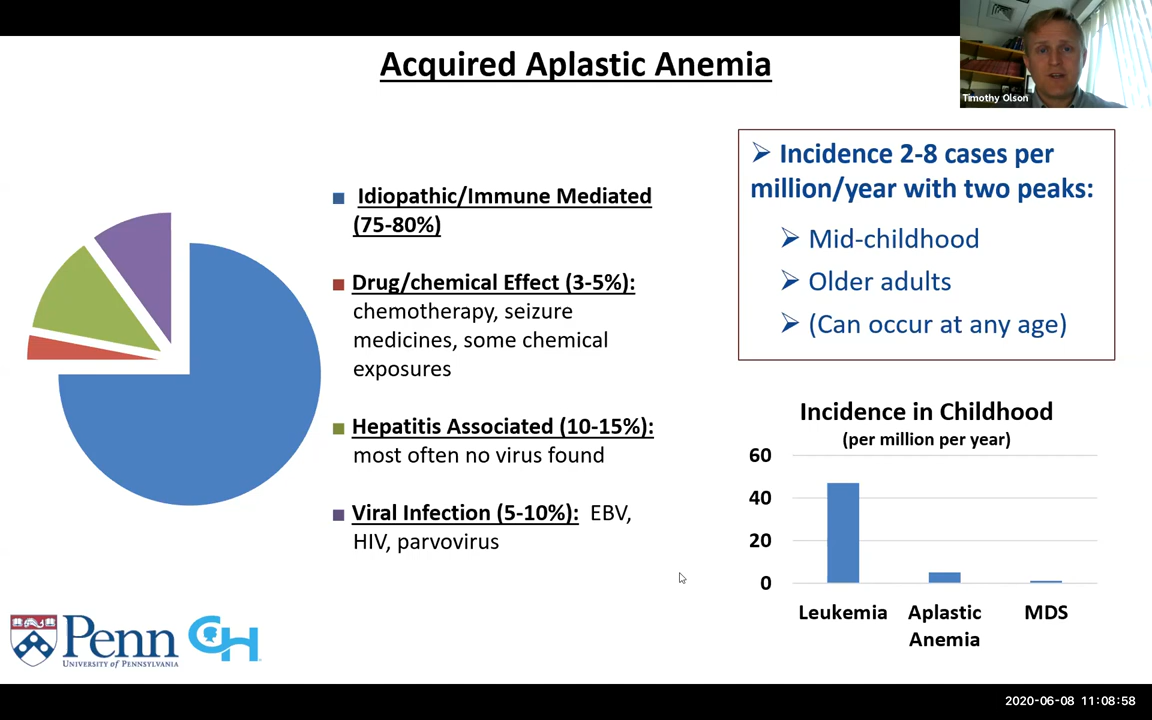 Acquired Aplastic Anemia
Timothy Olson
Idiopathic/Immune Mediated
(75-80%)
Drug/chemical Effect (3-5%):
chemotherapy, seizure
medicines, some chemical
exposures
Hepatitis Associated (10-15%):
most often no virus found
Viral Infection (5-10%): EBV,
HIV, parvovirus
Incidence 2-8 cases per
million/year with two peaks:
Mid-childhood
Older adults
(Can occur at any age)
Incidence in Childhood
(per million per year)
60
40
20
0
Leukemia
Aplastic
Anemia
MDS
Penn
UNIVERSITY OF PENNSYLVANIA
CH
2020-06-08 11:08:58